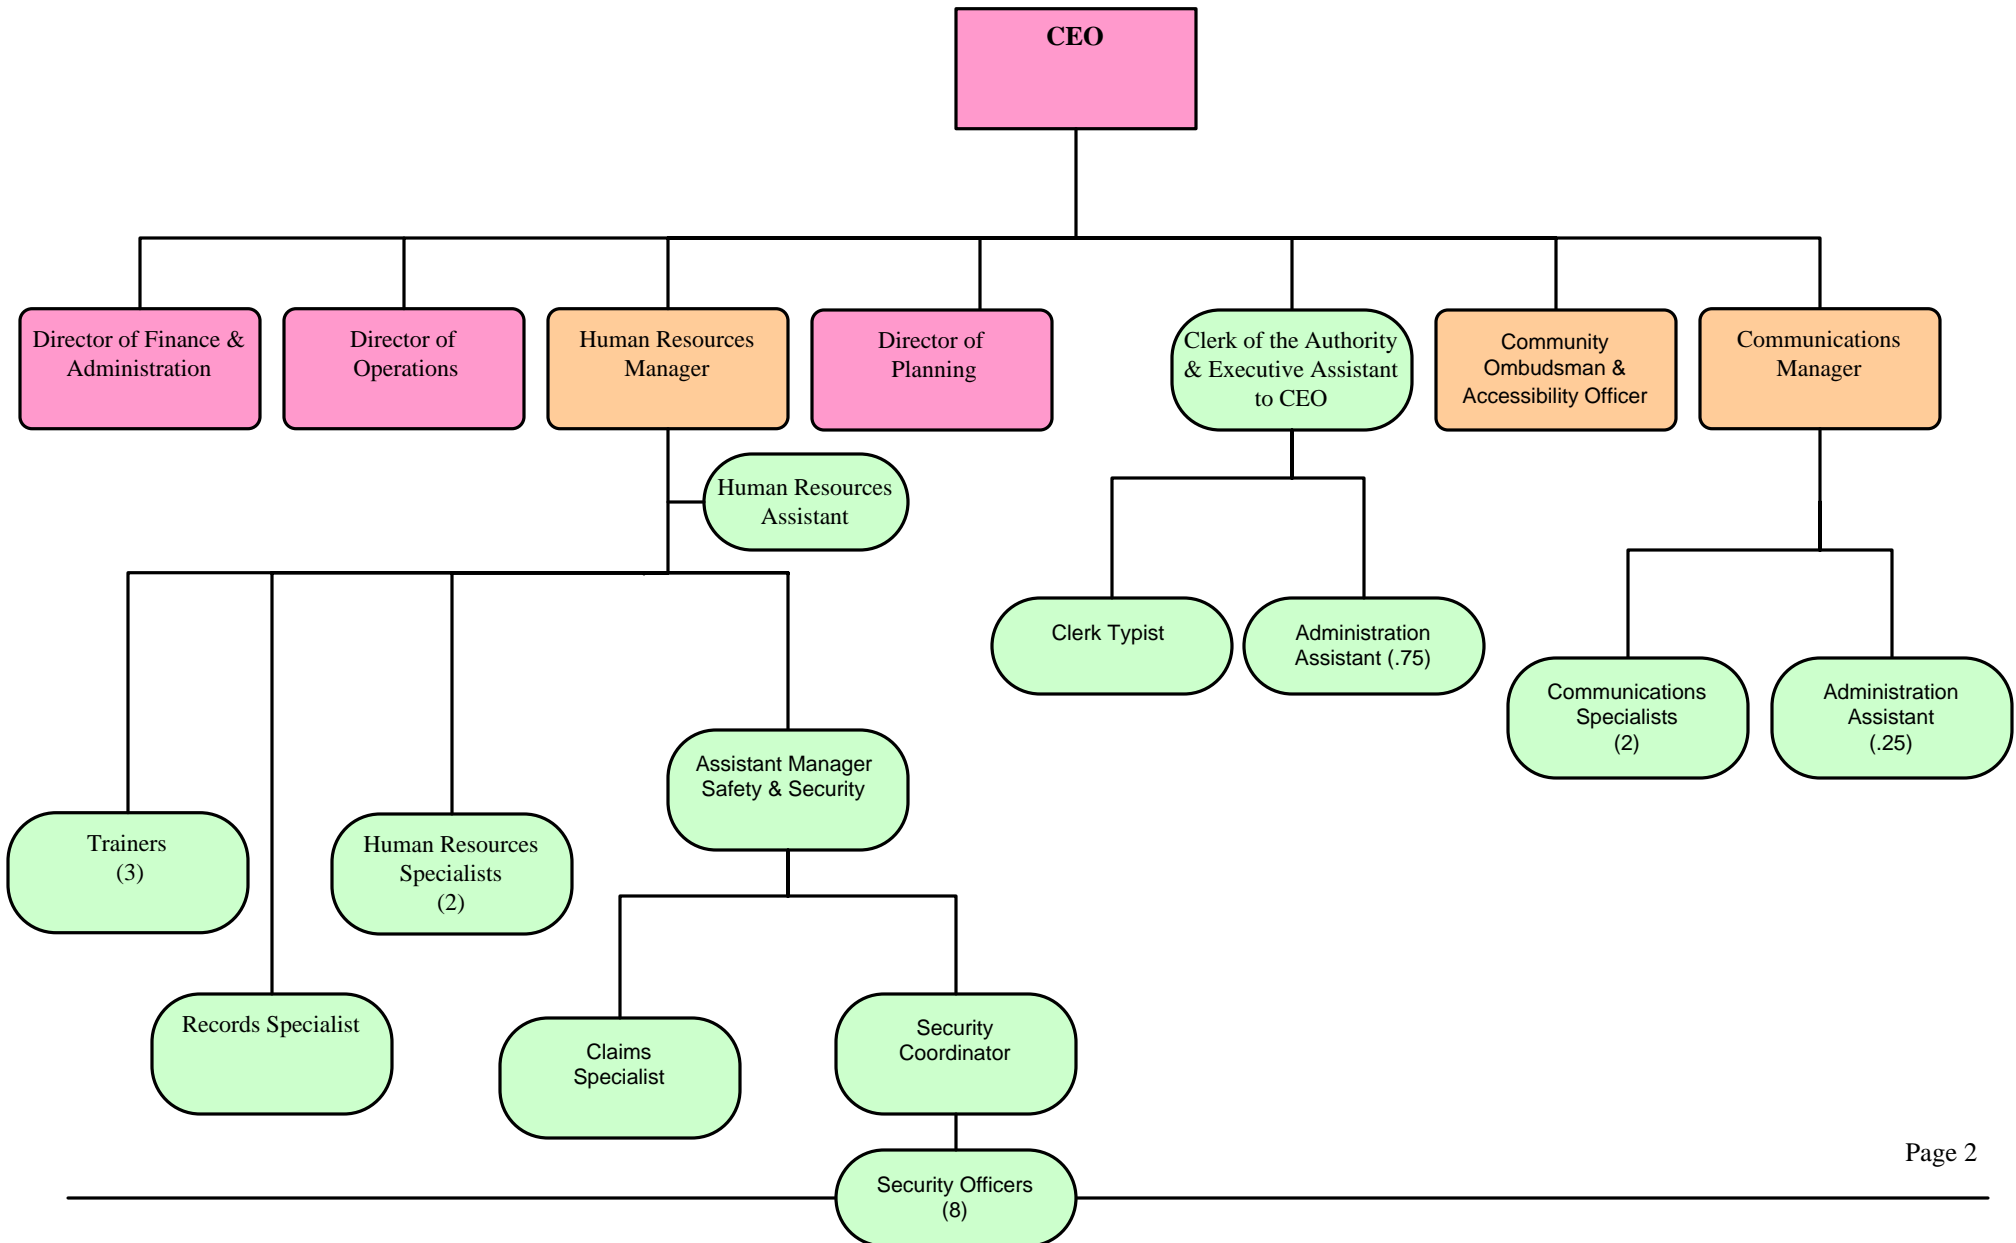 CEO
Director of Finance &
Administration
Director of
Operations
Human Resources
Manager
Director of
Planning
Clerk of the Authority
& Executive Assistant
to CEO
Community
Ombudsman &
Accessibility Officer
Communications
Manager
Human Resources
Assistant
Clerk Typist
Administration
Assistant (.75)
Communications
Specialists
(2)
Administration
Assistant
(.25)
Assistant Manager
Safety & Security
Trainers
(3)
Human Resources
Specialists
(2)
Records Specialist
Claims
Specialist
Security
Coordinator
Security Officers
(8)
Page 2